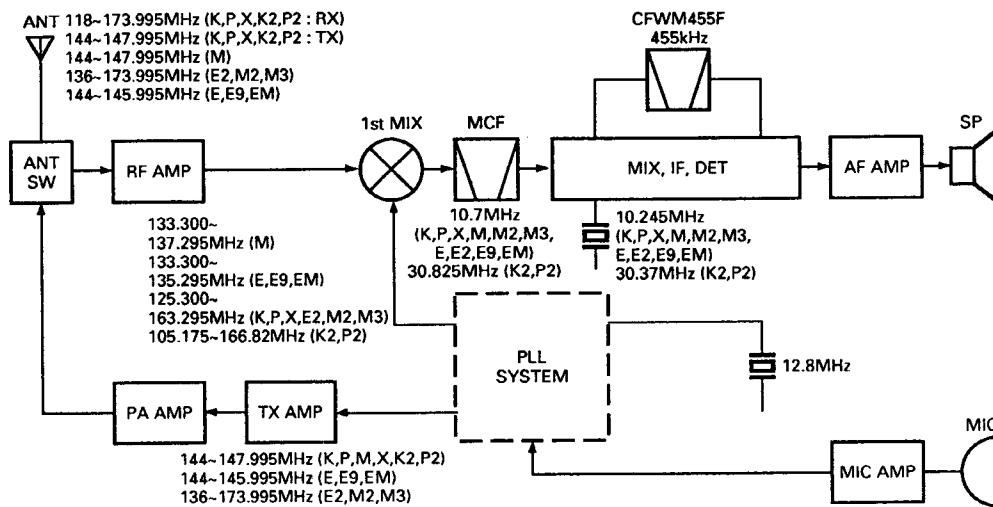 ANT 118~173.995MHz (K,P,X,K2,P2 : RX)
144~147.995MHz (K,P,X,K2,P2 : TX)
144~147.995MHz (M)
136~173.995MHz (E2,M2,M3)
144~145.995MHz (E,E9,EM)
CFWM455F
455kHz
1st MIX
MCF
SP
ANT
SW
RF AMP
MIX, IF, DET
AF AMP
10.7MHz
(K,P,X,M,M2,M3,
E,E2,E9,EM)
30.825MHz (K2,P2)
10.245MHz
(K,P,X,M,M2,M3,
E,E2,E9,EM)
30.37MHz (K2,P2)
133.300~
137.295MHz (M)
133.300~
135.295MHz (E,E9,EM)
125.300~
163.295MHz (K,P,X,E2,M2,M3)
105.175~166.82MHz (K2,P2)
PLL
SYSTEM
12.8MHz
PA AMP
TX AMP
144~147.995MHz (K,P,M,X,K2,P2)
144~145.995MHz (E,E9,EM)
136~173.995MHz (E2,M2,M3)
MIC AMP
MIC